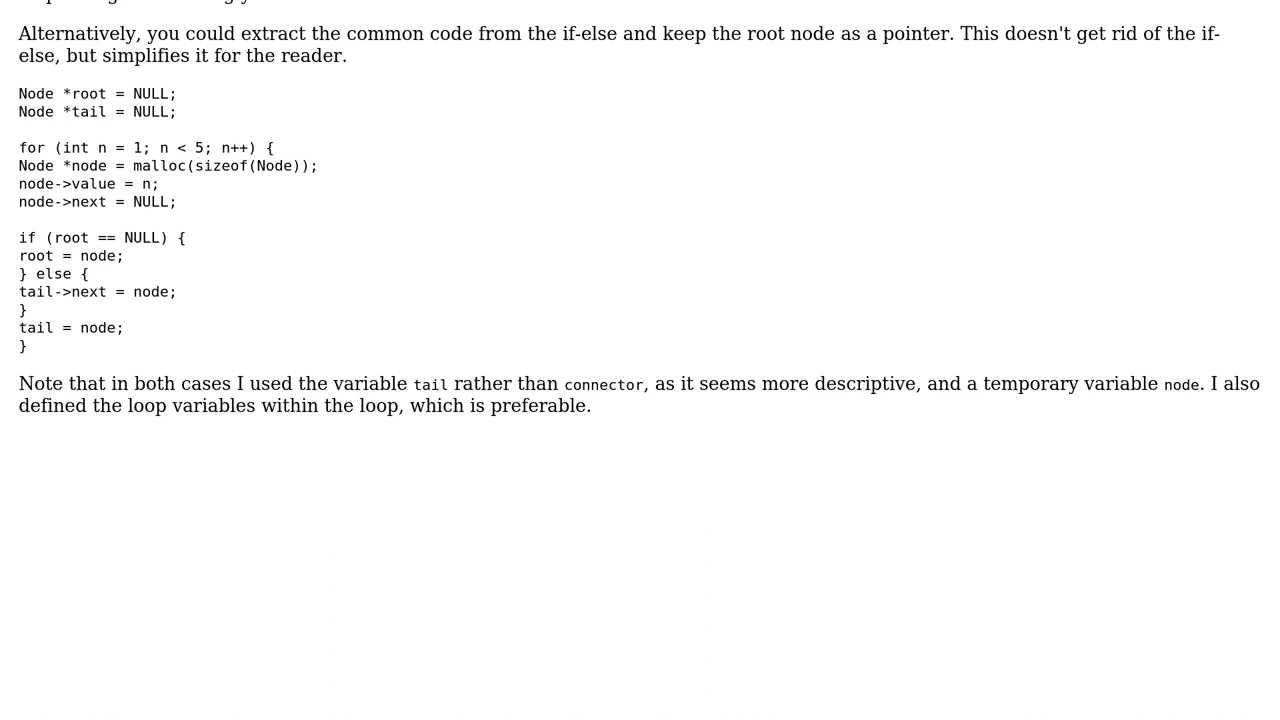 Alternatively, you could extract the common code from the if-else and keep the root node as a pointer. This doesn't get rid of the if-
else, but simplifies it for the reader.
Node *root = NULL;
Node *tail = NULL;
for (int n = 1; n < 5; n++) {
Node *node = malloc(sizeof(Node));
node->value = n;
node->next = NULL;
if (root == NULL) {
root = node;
} else {
tail->next = node;
}
tail = node;
}
Note that in both cases I used the variable tail rather than connector, as it seems more descriptive, and a temporary variable node. I also
defined the loop variables within the loop, which is preferable.